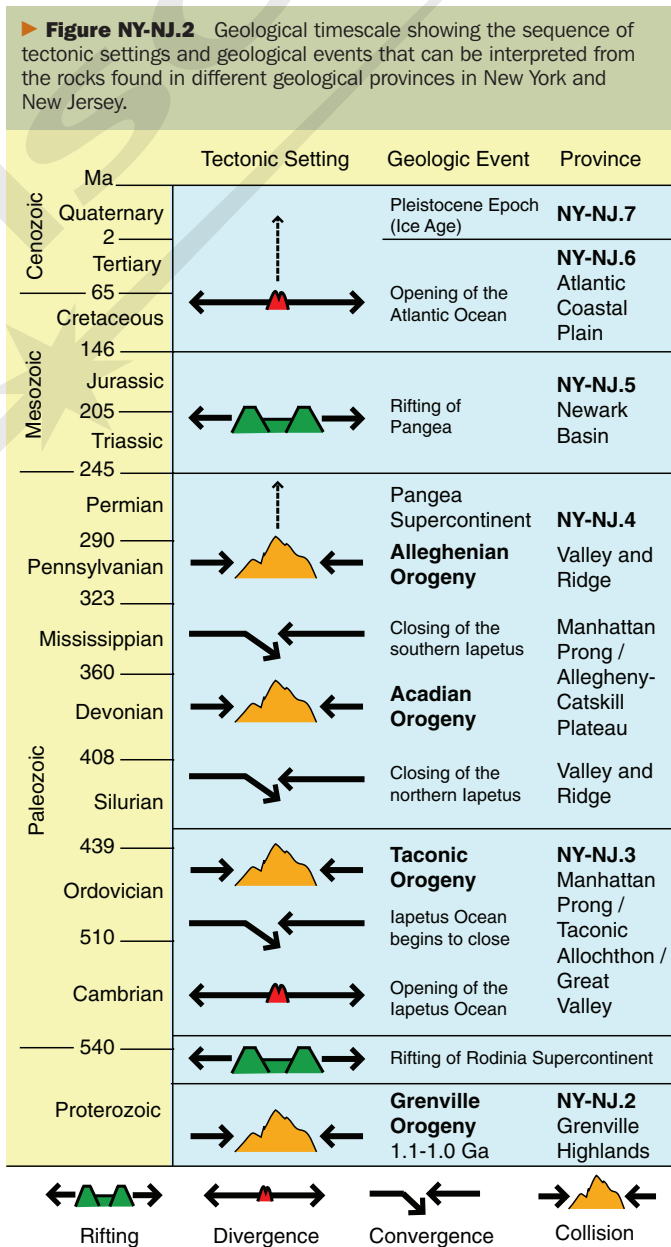 ▶ Figure NY-NJ.2 Geological timescale showing the sequence of
tectonic settings and geological events that can be interpreted from
the rocks found in different geological provinces in New York and
New Jersey.
Ma
Tectonic Setting
Geologic Event
Province
Cenozoic
Quaternary
2
Tertiary
65
Mesozoic
Cretaceous
146
Jurassic
205
Triassic
245
Paleozoic
Permian
290
Pennsylvanian
323
Mississippian
360
Devonian
408
Silurian
439
Ordovician
510
Cambrian
540
Proterozoic
Pleistocene Epoch
(Ice Age)
NY-NJ.7
Opening of the
Atlantic Ocean
NY-NJ.6
Atlantic
Coastal
Plain
Rifting of
Pangea
NY-NJ.5
Newark
Basin
Pangea
Supercontinent
Alleghenian
Orogeny
NY-NJ.4
Valley and
Ridge
Closing of the
southern Iapetus
Acadian
Orogeny
Manhattan
Prong /
Allegheny-
Catskill
Plateau
Closing of the
northern Iapetus
Valley and
Ridge
Taconic
Orogeny
Iapetus Ocean
begins to close
Opening of the
Iapetus Ocean
NY-NJ.3
Manhattan
Prong /
Taconic
Allochthon /
Great
Valley
Rifting of Rodinia Supercontinent
Grenville
Orogeny
1.1-1.0 Ga
NY-NJ.2
Grenville
Highlands
Rifting
Divergence
Convergence
Collision